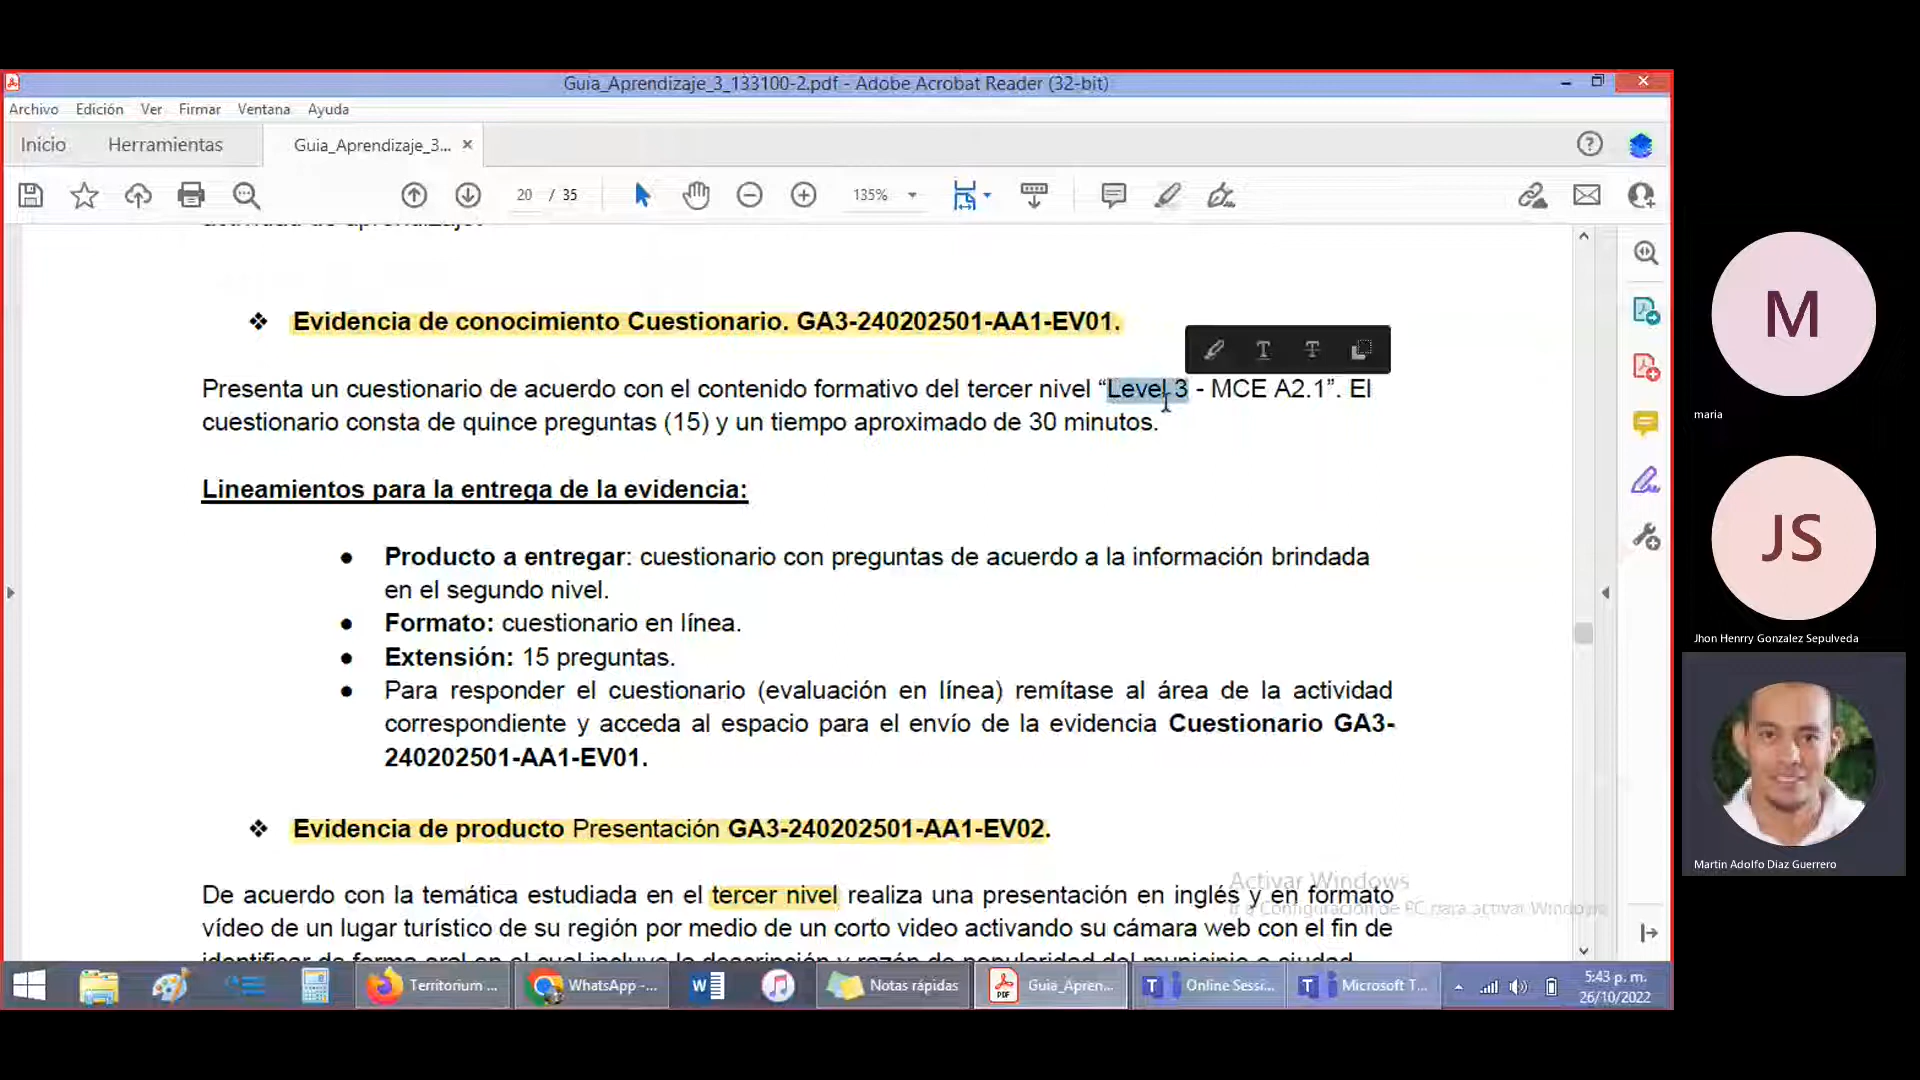 Guia_Aprendizaje_3_133100-2.pdf - Adobe Acrobat Reader (32-bit)
Archivo Edición Ver Firmar Ventana Ayuda
Inicio Herramientas Guia_Aprendizaje_3... ×
20 / 35 135%
❖ Evidencia de conocimiento Cuestionario. GA3-240202501-AA1-EV01.
Presenta un cuestionario de acuerdo con el contenido formativo del tercer nivel “Level 3 - MCE A2.1”. El
cuestionario consta de quince preguntas (15) y un tiempo aproximado de 30 minutos.
Lineamientos para la entrega de la evidencia:
● Producto a entregar: cuestionario con preguntas de acuerdo a la información brindada
en el segundo nivel.
● Formato: cuestionario en línea.
● Extensión: 15 preguntas.
● Para responder el cuestionario (evaluación en línea) remítase al área de la actividad
correspondiente y acceda al espacio para el envío de la evidencia Cuestionario GA3-
240202501-AA1-EV01.
❖ Evidencia de producto Presentación GA3-240202501-AA1-EV02.
De acuerdo con la temática estudiada en el tercer nivel realiza una presentación en inglés y en formato
vídeo de un lugar turístico de su región por medio de un corto video activando su cámara web con el fin de
Activar Windows
Ir a Configuración de PC para activar Windows
Territorium ...
WhatsApp -...
Notas rápidas
Guia_Apren...
Online Sessi...
Microsoft T...
5:43 p. m.
26/10/2022
M
maria
JS
Jhon Henrry Gonzalez Sepulveda
Martin Adolfo Diaz Guerrero